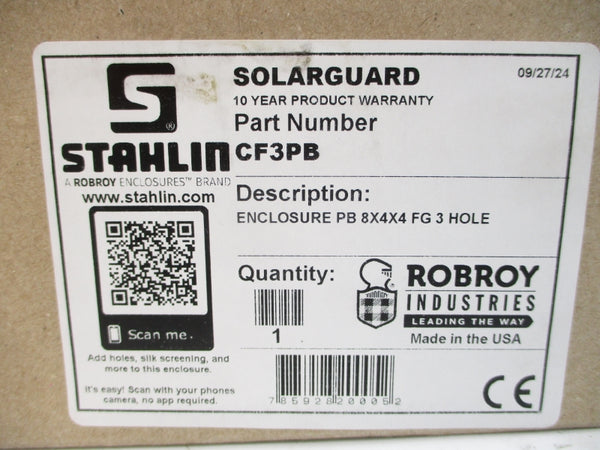 SOLARGUARD
09/27/24
10 YEAR PRODUCT WARRANTY
Part Number
CF3PB
S
®
STAHLIN
A ROBROY ENCLOSURES™ BRAND
www.stahlin.com
Description:
ENCLOSURE PB 8X4X4 FG 3 HOLE
Quantity:
1
ROBROY
INDUSTRIES
LEADING THE WAY
Made in the USA
Scan me.
Add holes, silk screening, and
more to this enclosure.
It's easy! Scan with your phones
camera, no app required.
785928200052
CE